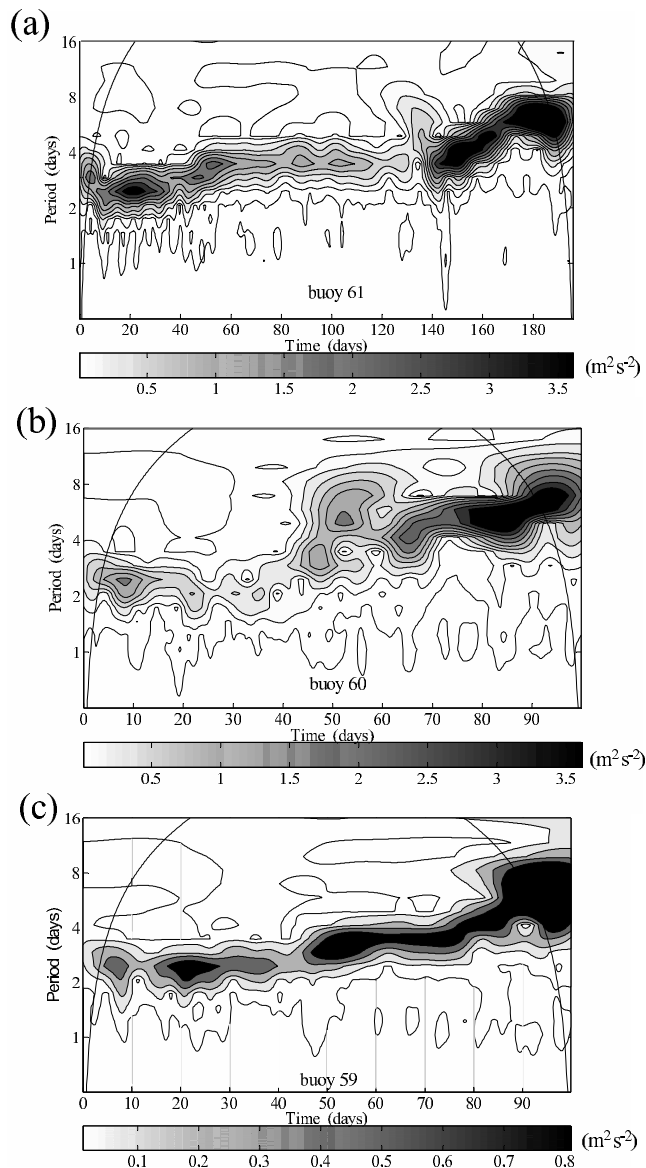 (a)
16
8
4
2
1
Period (days)
buoy 61
0 20 40 60 80 100 120 140 160 180
Time (days)
0.5 1 1.5 2 2.5 3 3.5
(m² s⁻²)
(b)
16
8
4
2
1
Period (days)
buoy 60
0 10 20 30 40 50 60 70 80 90
Time (days)
0.5 1 1.5 2 2.5 3 3.5
(m² s⁻²)
(c)
16
8
4
2
1
Period (days)
buoy 59
0 10 20 30 40 50 60 70 80 90
Time (days)
0.1 0.2 0.3 0.4 0.5 0.6 0.7 0.8
(m² s⁻²)